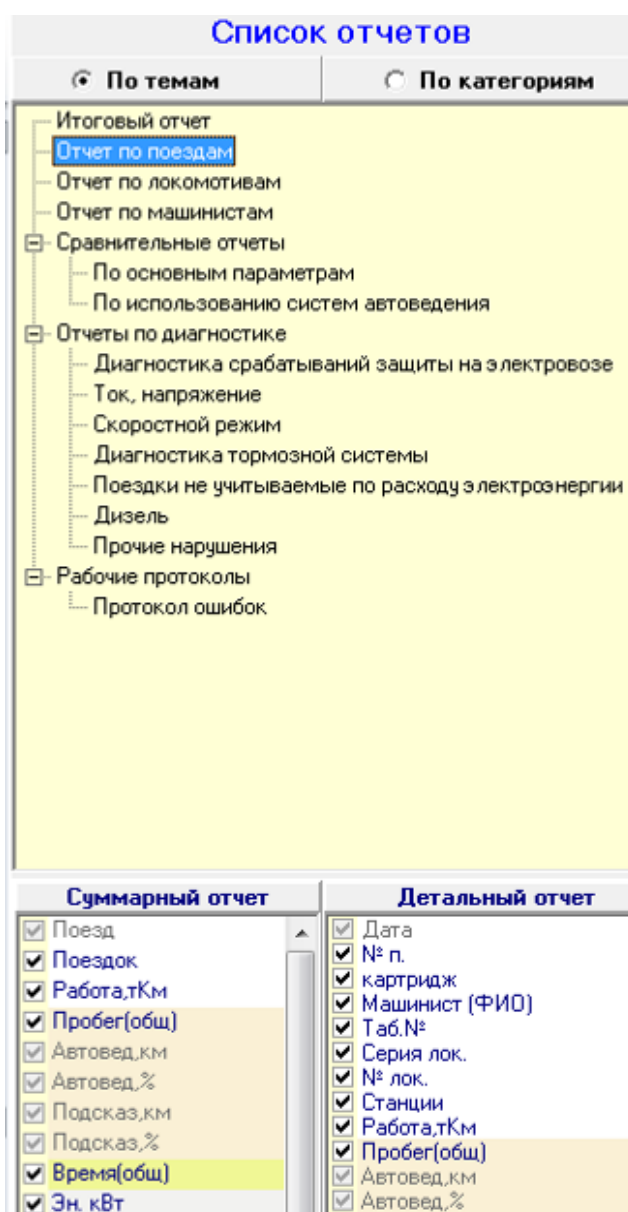 Список отчетов
По темам
По категориям
Итоговый отчет
Отчет по поездам
Отчет по локомотивам
Отчет по машинистам
Сравнительные отчеты
По основным параметрам
По использованию систем автоведения
Отчеты по диагностике
Диагностика срабатываний защиты на электровозе
Ток, напряжение
Скоростной режим
Диагностика тормозной системы
Поездки не учитываемые по расходу электроэнергии
Дизель
Прочие нарушения
Рабочие протоколы
Протокол ошибок
Суммарный отчет
Поезд
Поездок
Работа,тКм
Пробег(общ)
Автовед,км
Автовед,%
Подсказ,км
Подсказ,%
Время(общ)
Эн. кВт
Детальный отчет
Дата
№ п.
картридж
Машинист (ФИО)
Таб.№
Серия лок.
№ лок.
Станции
Работа,тКм
Пробег(общ)
Автовед,км
Автовед,%